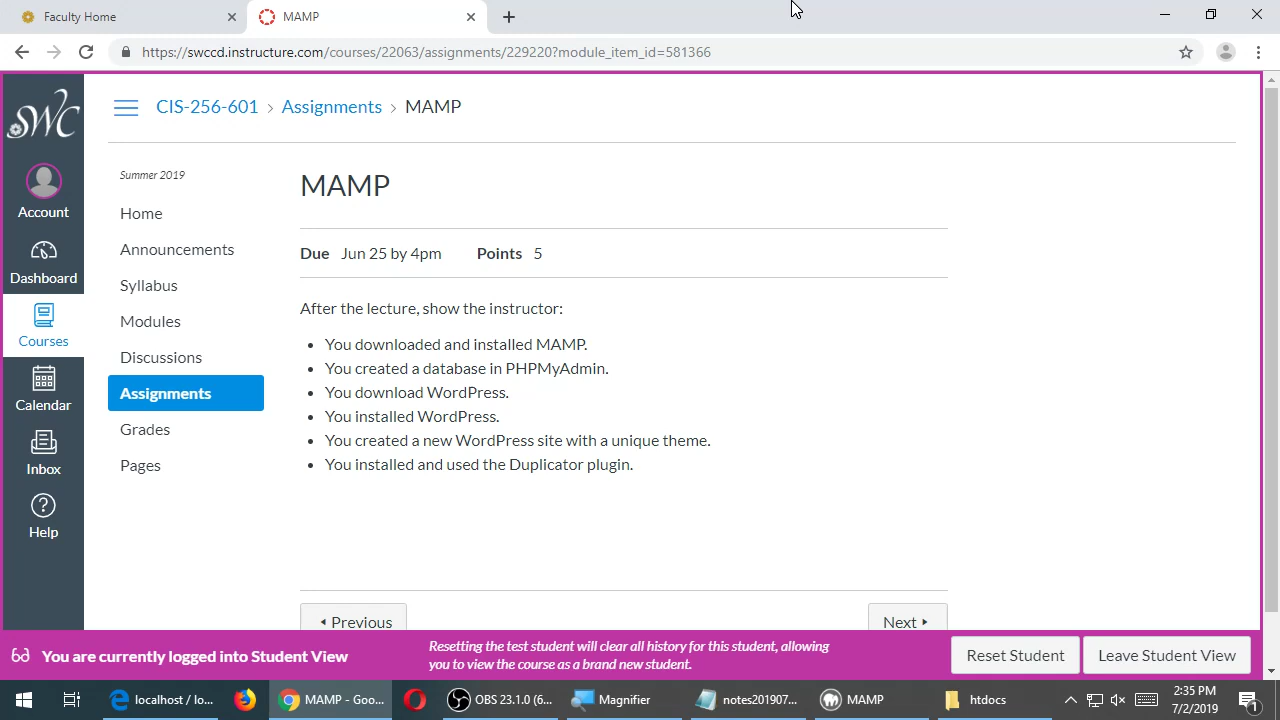 Faculty Home
MAMP
https://swccd.instructure.com/courses/22063/assignments/229220?module_item_id=581366
SWC
Account
Dashboard
Courses
Calendar
Inbox
Help
CIS-256-601 > Assignments > MAMP
Summer 2019
Home
Announcements
Syllabus
Modules
Discussions
Assignments
Grades
Pages
MAMP
Due Jun 25 by 4pm Points 5
After the lecture, show the instructor:
• You downloaded and installed MAMP.
• You created a database in PHPMyAdmin.
• You download WordPress.
• You installed WordPress.
• You created a new WordPress site with a unique theme.
• You installed and used the Duplicator plugin.
Previous
Next
You are currently logged into Student View
Resetting the test student will clear all history for this student, allowing
you to view the course as a brand new student.
Reset Student
Leave Student View
localhost / lo...
MAMP - Goo...
OBS 23.1.0 (6...
Magnifier
notes201907...
MAMP
htdocs
2:35 PM
7/2/2019
1